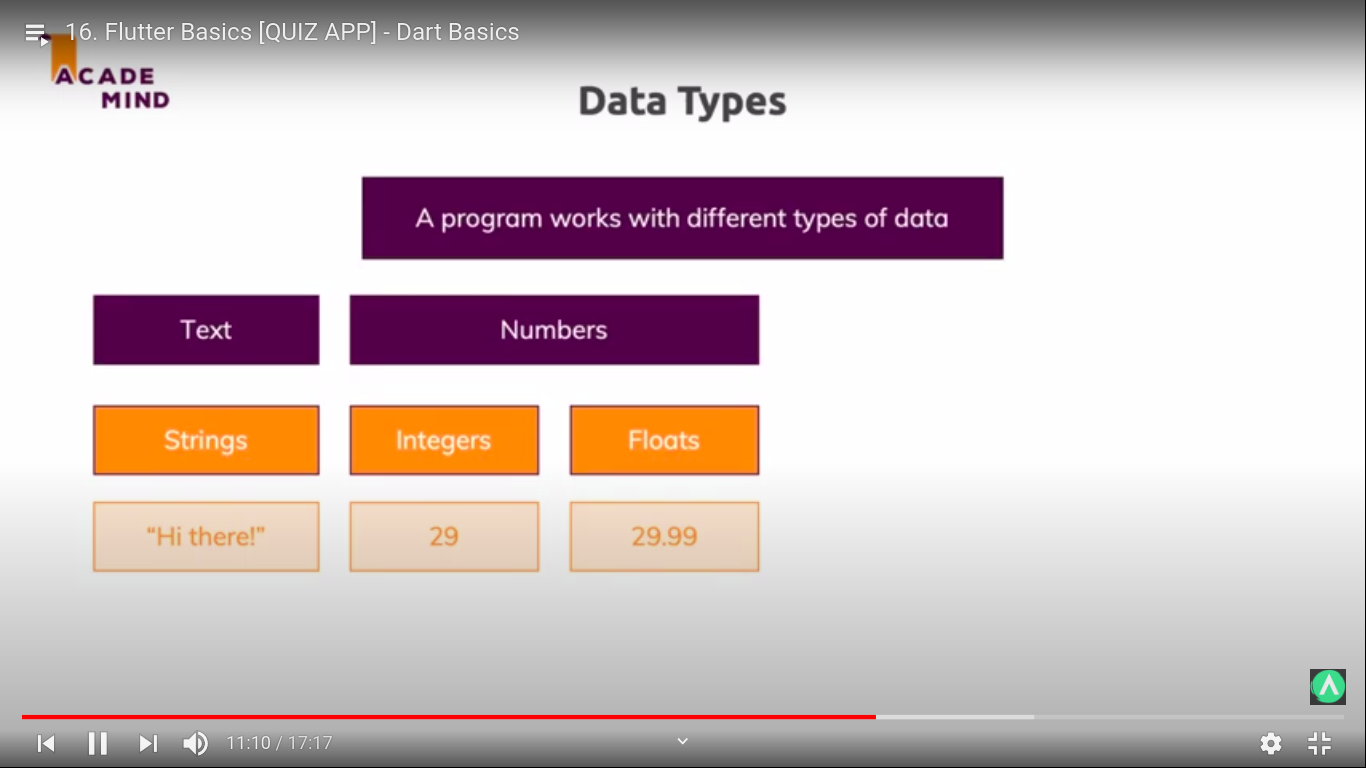 16. Flutter Basics [QUIZ APP] - Dart Basics
ACADE
MIND
Data Types
A program works with different types of data
Text
Numbers
Strings
Integers
Floats
“Hi there!”
29
29.99
11:10 / 17:17